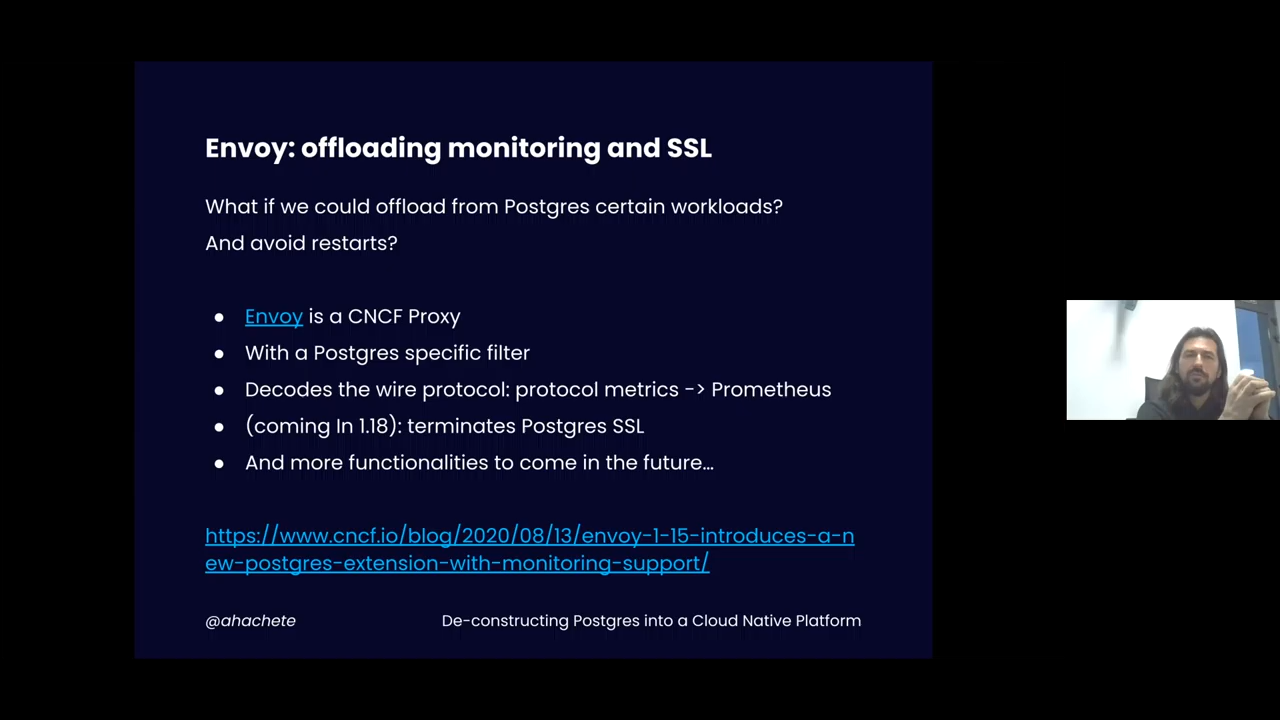 Envoy: offloading monitoring and SSL
What if we could offload from Postgres certain workloads?
And avoid restarts?
● Envoy is a CNCF Proxy
● With a Postgres specific filter
● Decodes the wire protocol: protocol metrics -> Prometheus
● (coming In 1.18): terminates Postgres SSL
● And more functionalities to come in the future...
https://www.cncf.io/blog/2020/08/13/envoy-1-15-introduces-a-n
ew-postgres-extension-with-monitoring-support/
@ahachete De-constructing Postgres into a Cloud Native Platform